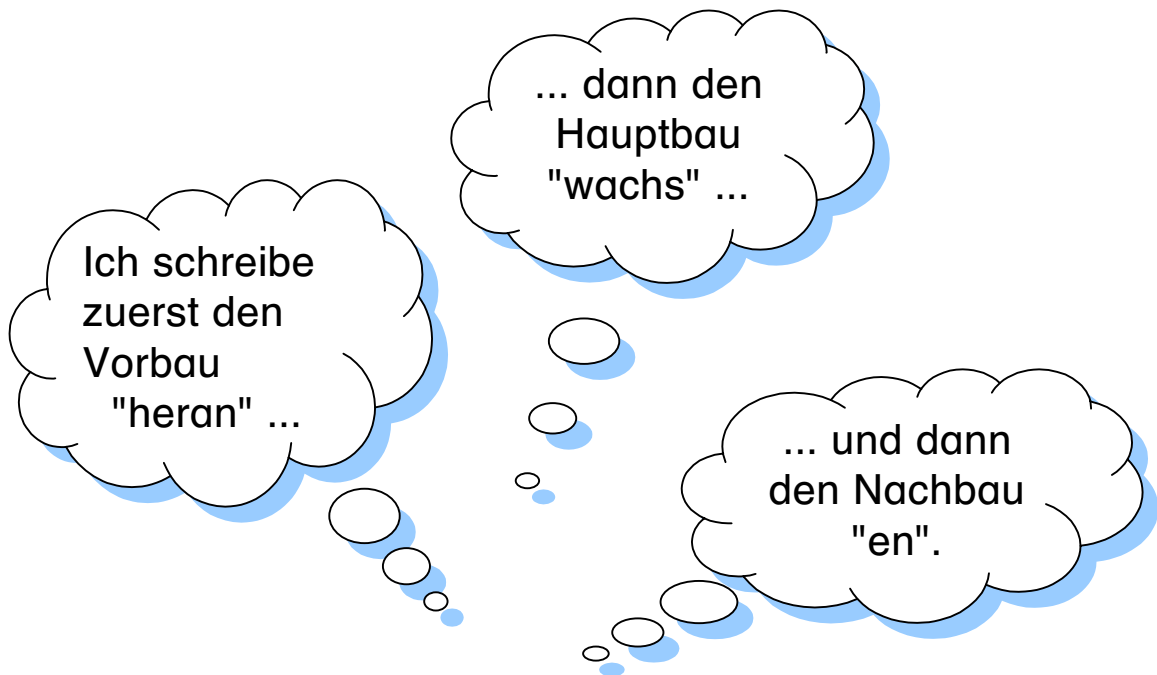 Ich schreibe
zuerst den
Vorbau
"heran" ...
... dann den
Hauptbau
"wachs" ...
... und dann
den Nachbau
"en".